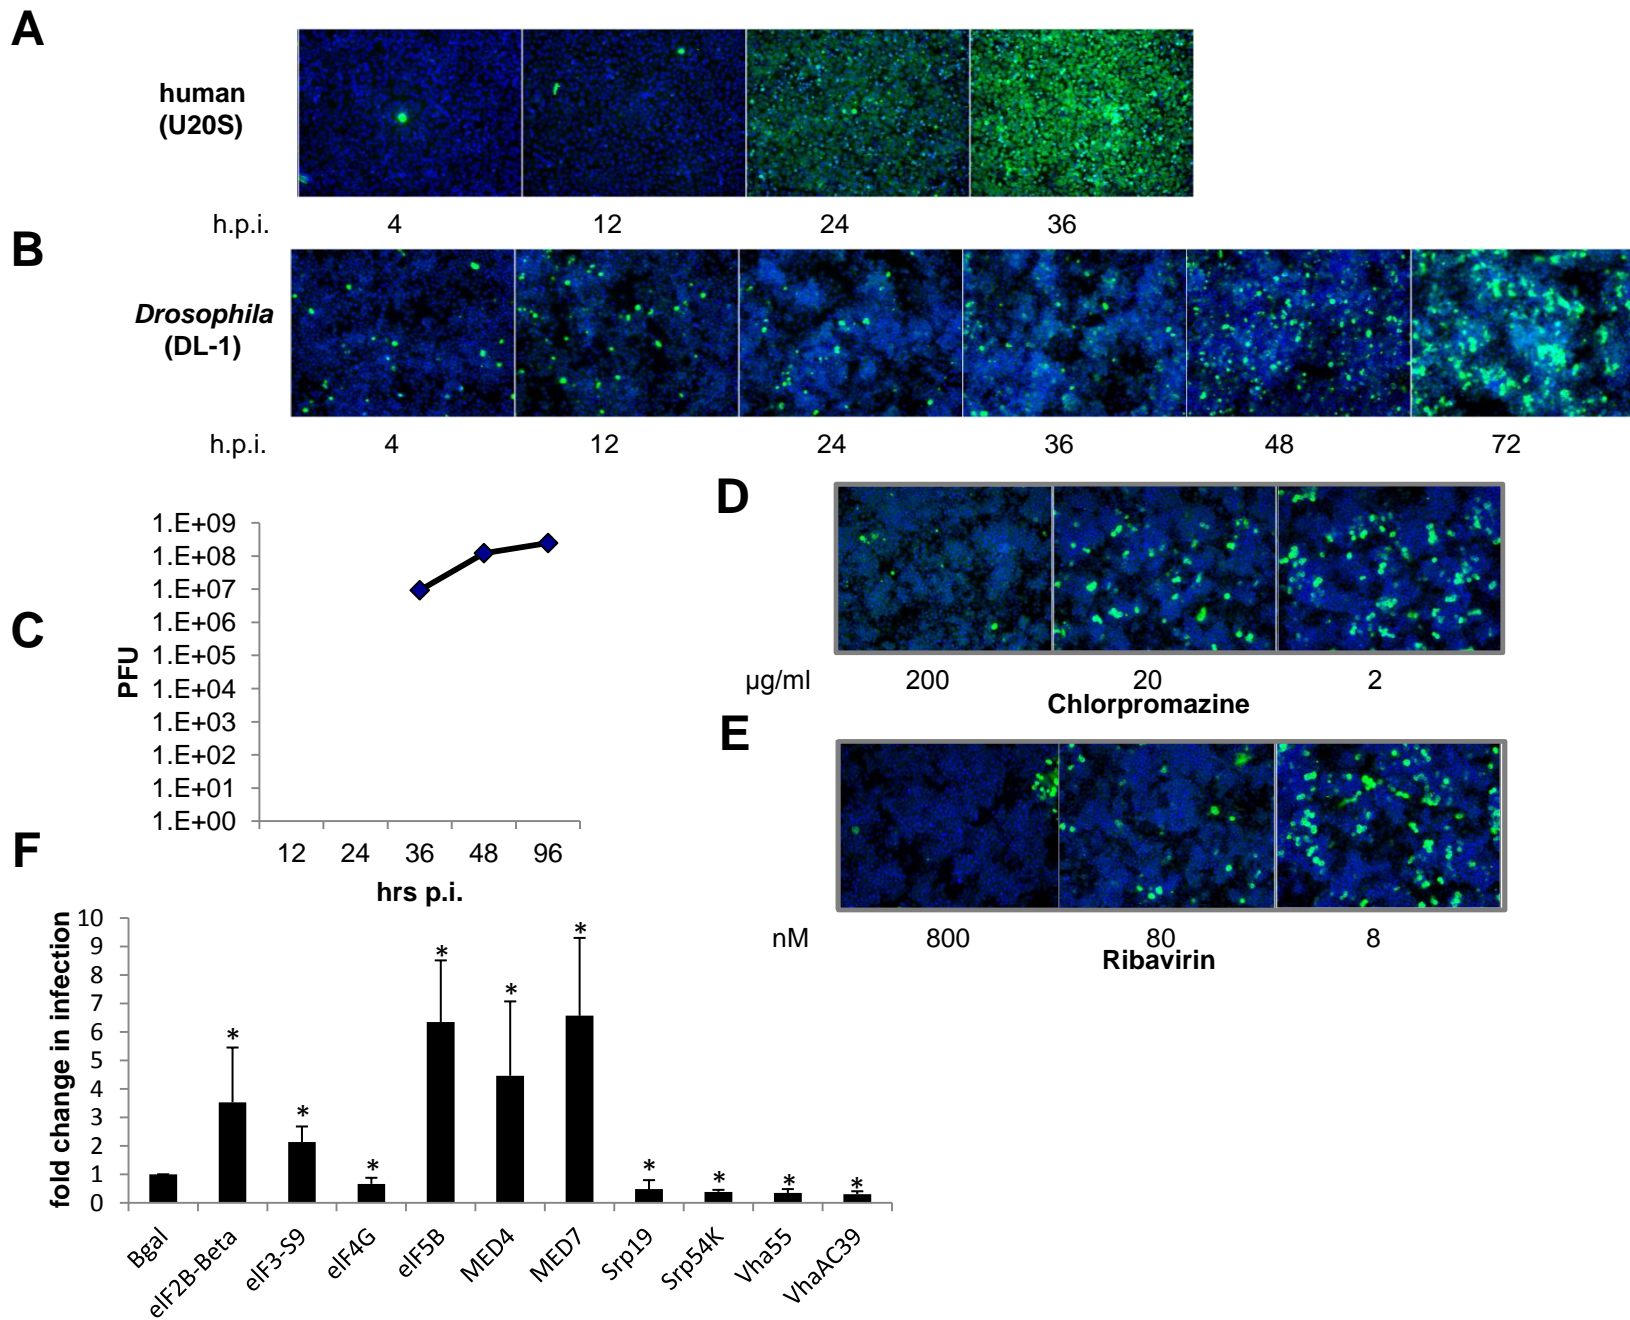 A
human
(U20S)
h.p.i. 4 12 24 36
B
Drosophila
(DL-1)
h.p.i. 4 12 24 36 48 72
C
1.E+09
1.E+08
1.E+07
1.E+06
1.E+05
1.E+04
1.E+03
1.E+02
1.E+01
1.E+00
PFU
12 24 36 48 96
hrs p.i.
D
µg/ml 200 20 2
Chlorpromazine
E
nM 800 80 8
Ribavirin
F
fold change in infection
10
9
8
7
6
5
4
3
2
1
0
* * * * * * * * * *
Bgal
eIF2B-Beta
eIF3-S9
eIF4G
eIF5B
MED4
MED7
Srp19
Srp54K
Vha55
VhaAC39